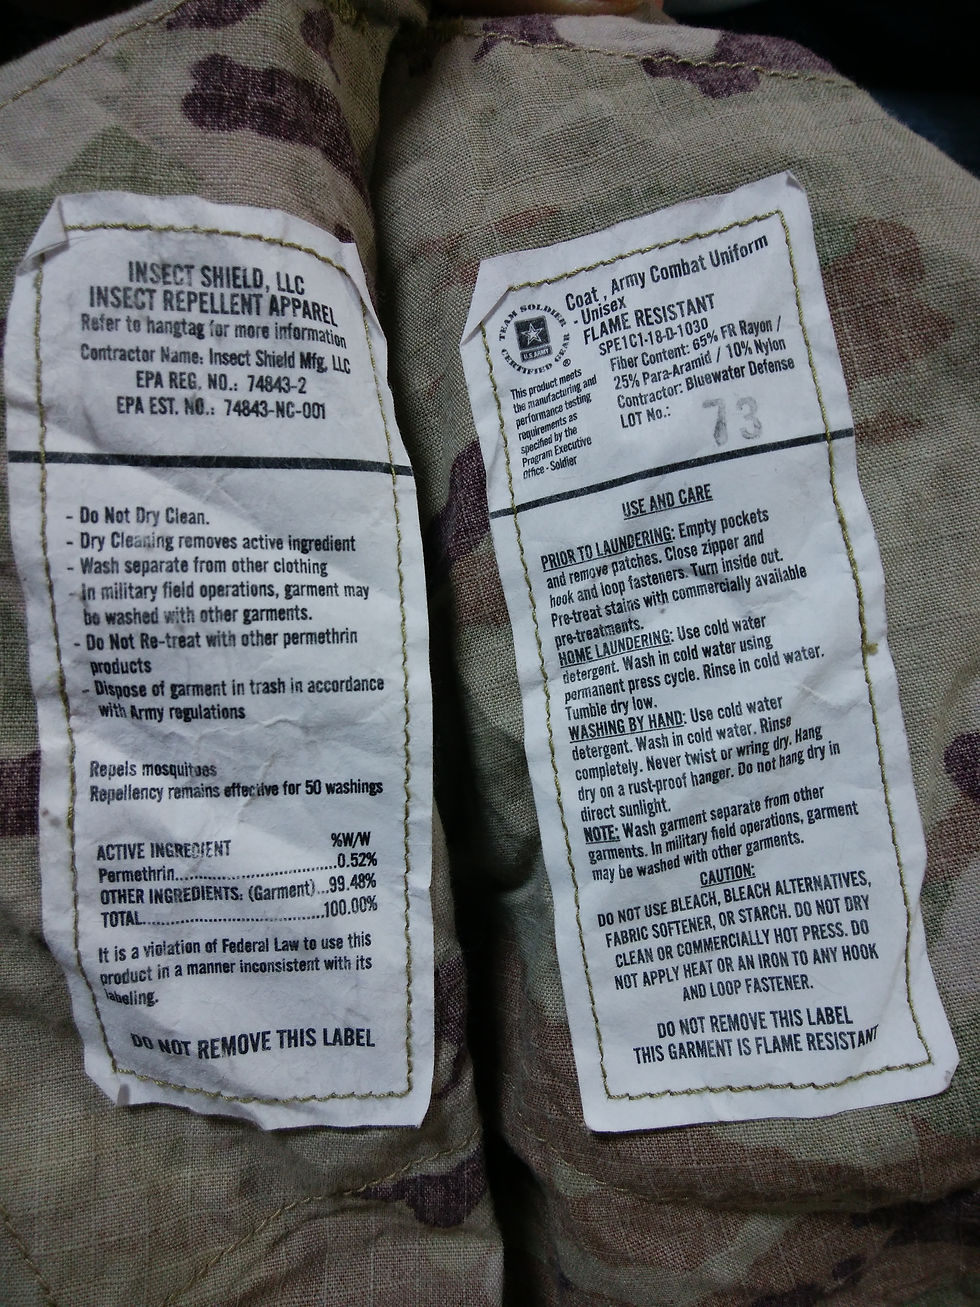 INSECT SHIELD, LLC
INSECT REPELLENT APPAREL
Refer to hangtag for more information
Contractor Name: Insect Shield Mfg, LLC
EPA REG. NO.: 74843-2
EPA EST. NO.: 74843-NC-001
- Do Not Dry Clean.
- Dry Cleaning removes active ingredient
- Wash separate from other clothing
- In military field operations, garment may
be washed with other garments.
- Do Not Re-treat with other permethrin
products
- Dispose of garment in trash in accordance
with Army regulations
Repels mosquitoes
Repellency remains effective for 50 washings
%W/W
ACTIVE INGREDIENT
Permethrin..............................0.52%
OTHER INGREDIENTS: (Garment)...99.48%
TOTAL.................................100.00%
It is a violation of Federal Law to use this
product in a manner inconsistent with its
labeling.
DO NOT REMOVE THIS LABEL
TEAM SOLDIER
CERTIFIED GEAR
U.S. ARMY
®
This product meets
the manufacturing and
performance testing
requirements as
specified by the
Program Executive
Office - Soldier
Coat , Army Combat Uniform
- Unisex
FLAME RESISTANT
SPE1C1-18-D-1030
Fiber Content: 65% FR Rayon /
25% Para-Aramid / 10% Nylon
Contractor: Bluewater Defense
LOT No.: 73
USE AND CARE
PRIOR TO LAUNDERING: Empty pockets
and remove patches. Close zipper and
hook and loop fasteners. Turn inside out.
Pre-treat stains with commercially available
pre-treatments.
HOME LAUNDERING: Use cold water
detergent. Wash in cold water using
permanent press cycle. Rinse in cold water.
Tumble dry low.
WASHING BY HAND: Use cold water
detergent. Wash in cold water. Rinse
completely. Never twist or wring dry. Hang
dry on a rust-proof hanger. Do not hang dry in
direct sunlight.
NOTE: Wash garment separate from other
garments. In military field operations, garment
may be washed with other garments.
CAUTION:
DO NOT USE BLEACH, BLEACH ALTERNATIVES,
FABRIC SOFTENER, OR STARCH. DO NOT DRY
CLEAN OR COMMERCIALLY HOT PRESS. DO
NOT APPLY HEAT OR AN IRON TO ANY HOOK
AND LOOP FASTENER.
DO NOT REMOVE THIS LABEL
THIS GARMENT IS FLAME RESISTANT